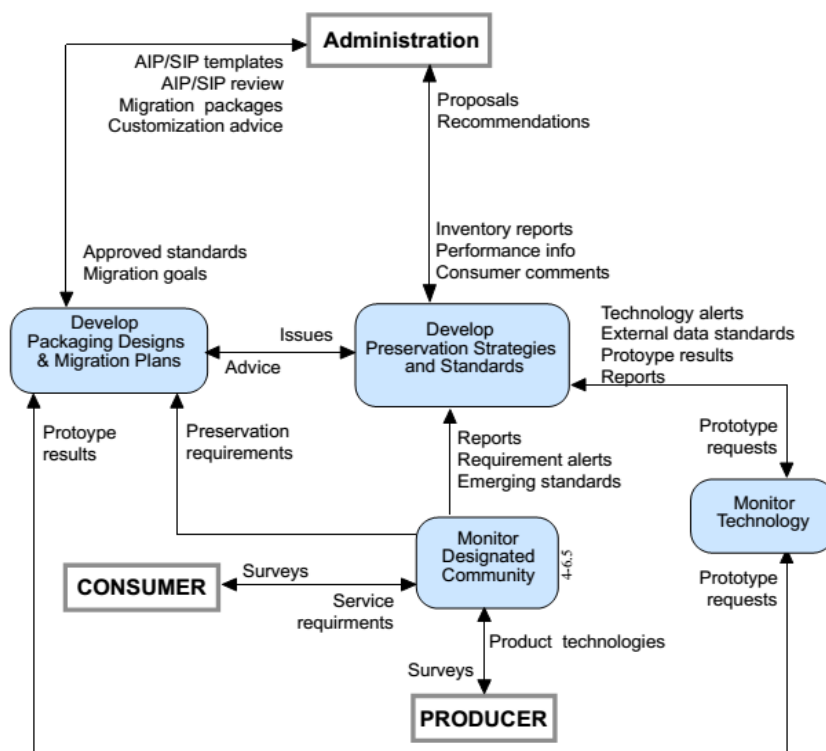 Administration
AIP/SIP templates
AIP/SIP review
Migration packages
Customization advice
Proposals
Recommendations
Inventory reports
Performance info
Consumer comments
Approved standards
Migration goals
Develop
Packaging Designs
& Migration Plans
Issues
Advice
Develop
Preservation Strategies
and Standards
Technology alerts
External data standards
Protoype results
Reports
Protoype
results
Preservation
requirements
Reports
Requirement alerts
Emerging standards
Prototype
requests
Monitor
Technology
Monitor
Designated
Community
4-6.5
CONSUMER
Surveys
Service
requirments
Prototype
requests
Product technologies
Surveys
PRODUCER